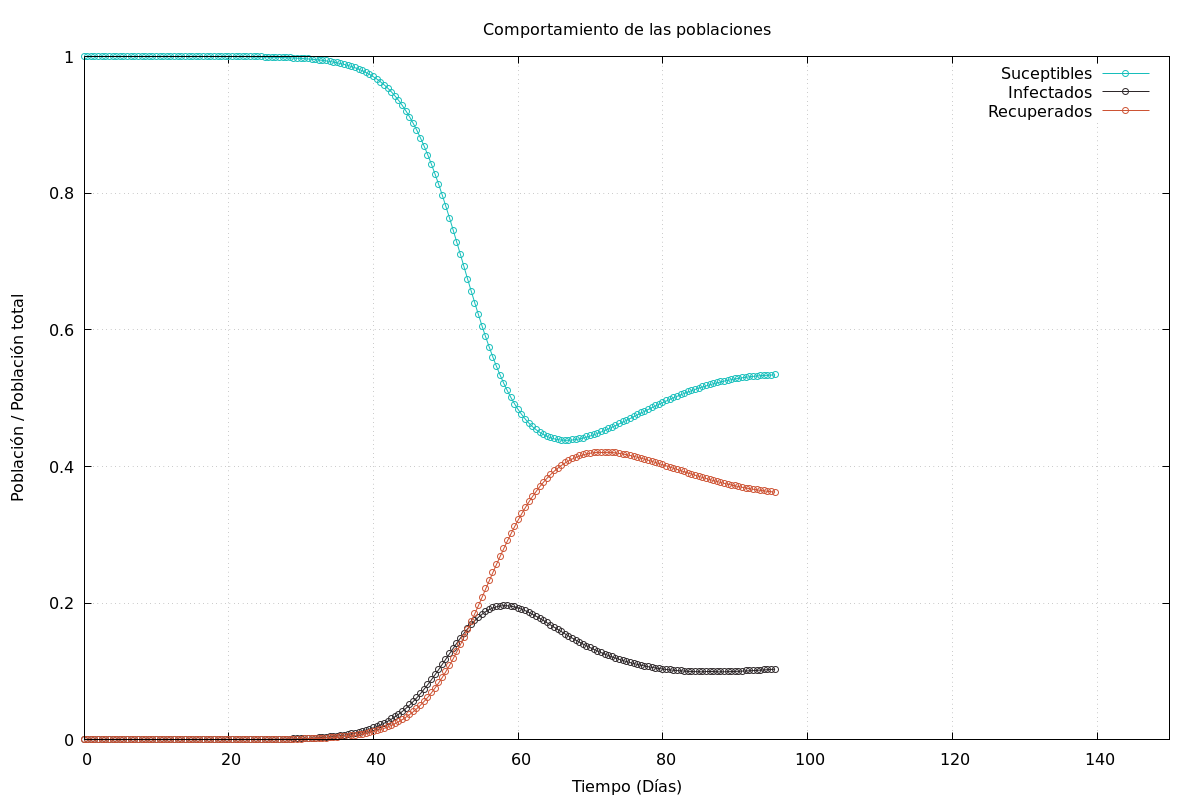 Comportamiento de las poblaciones
1
0.8
0.6
0.4
0.2
0
Población / Población total
Suceptibles
Infectados
Recuperados
0 20 40 60 80 100 120 140
Tiempo (Días)